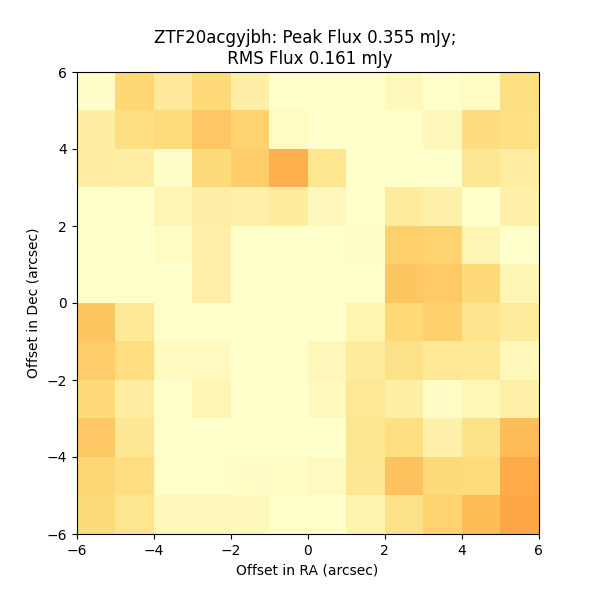 ZTF20acgyjbh: Peak Flux 0.355 mJy;
RMS Flux 0.161 mJy
6
4
2
0
−2
−4
−6
Offset in Dec (arcsec)
−6 −4 −2 0 2 4 6
Offset in RA (arcsec)